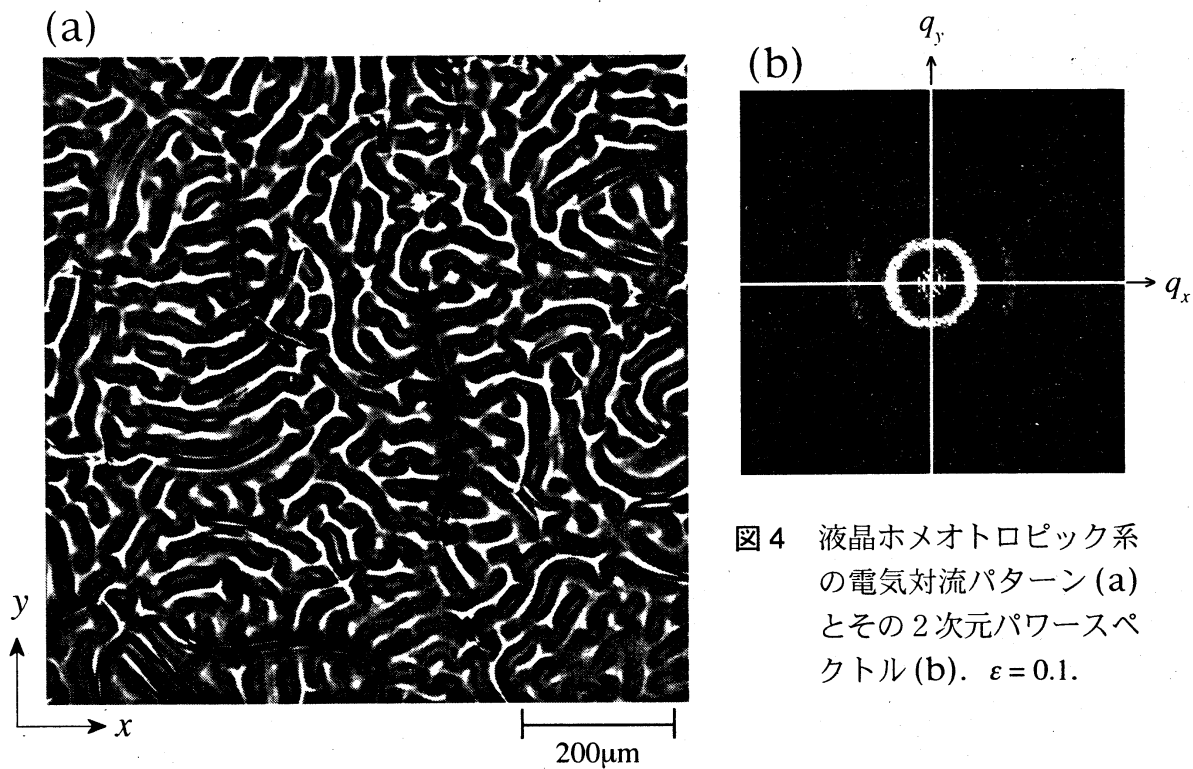 (a)
(b)
q_y
q_x
y
x
200μm
図4 液晶ホメオトロピック系
の電気対流パターン(a)
とその2次元パワースペ
クトル(b). ε=0.1.